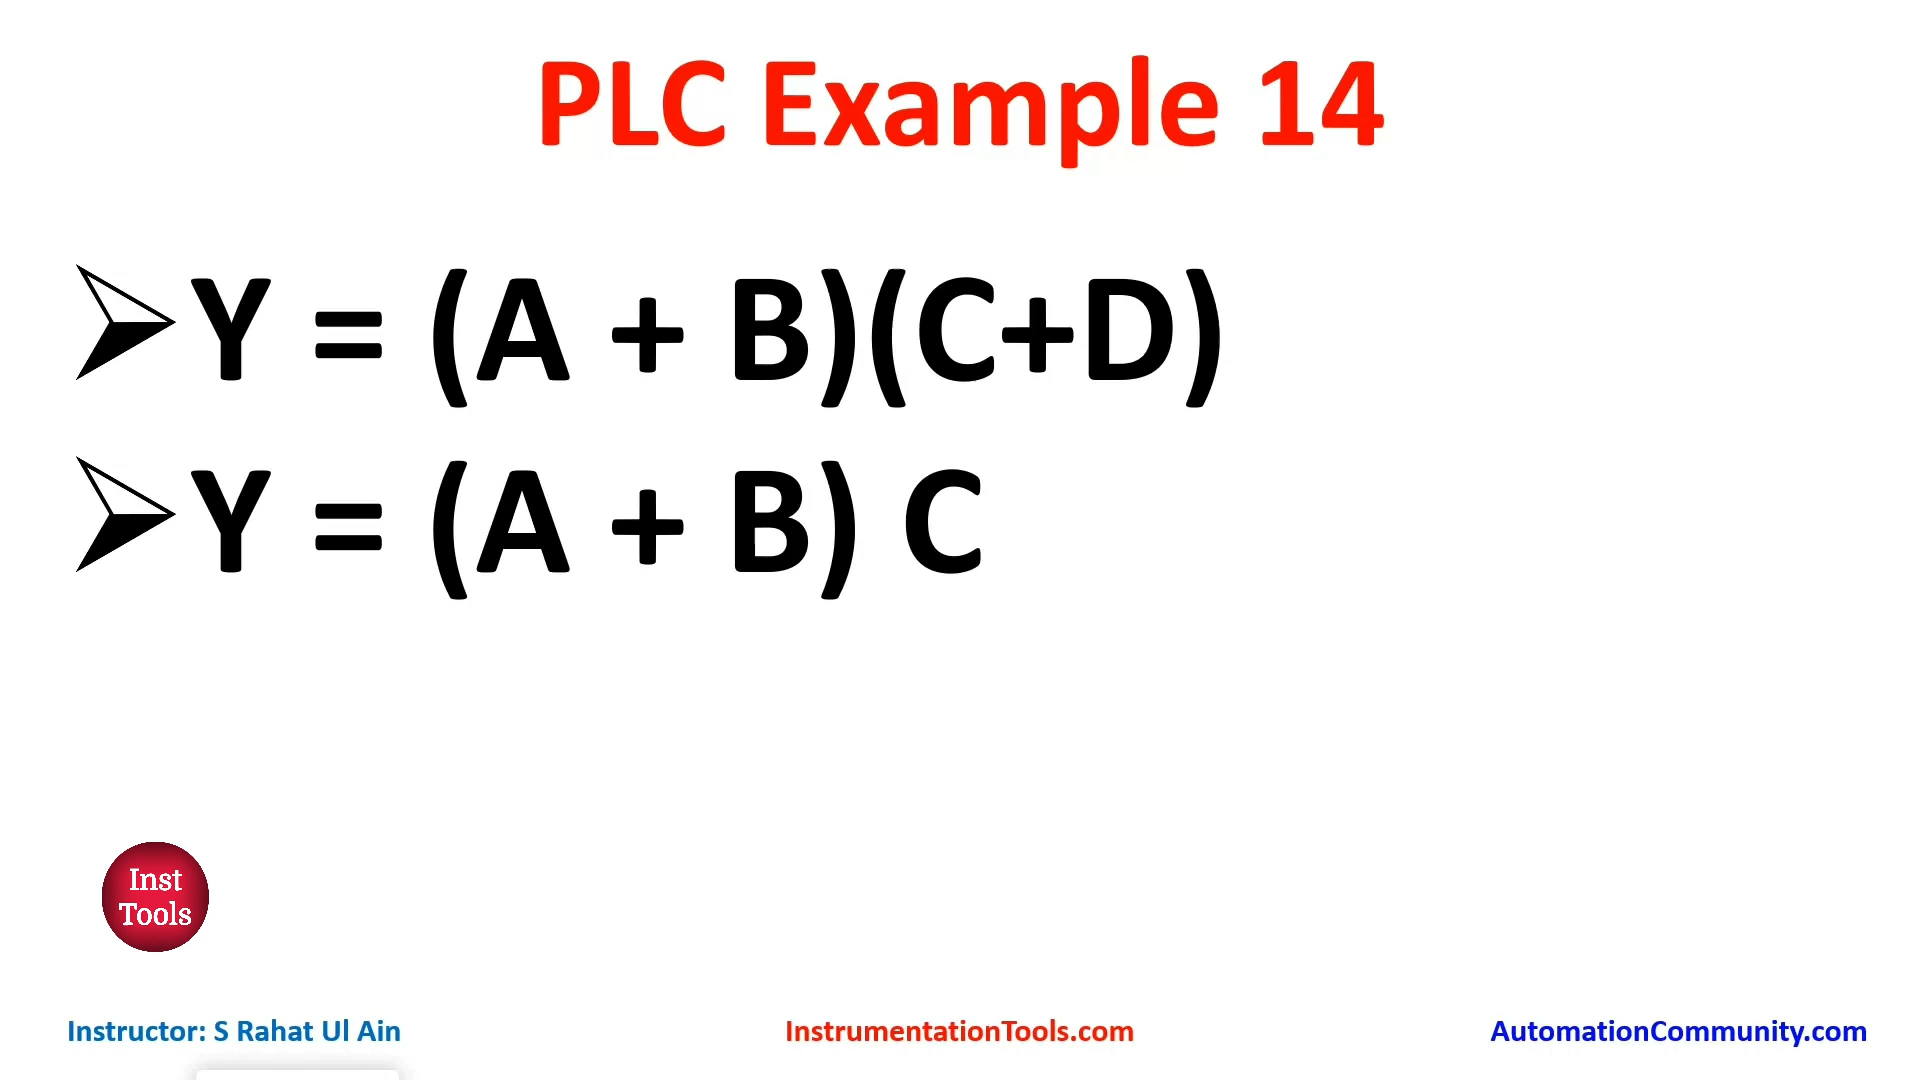 PLC Example 14
Y = (A + B)(C+D)
Y = (A + B) C
Inst
Tools
Instructor: S Rahat Ul Ain
InstrumentationTools.com
AutomationCommunity.com